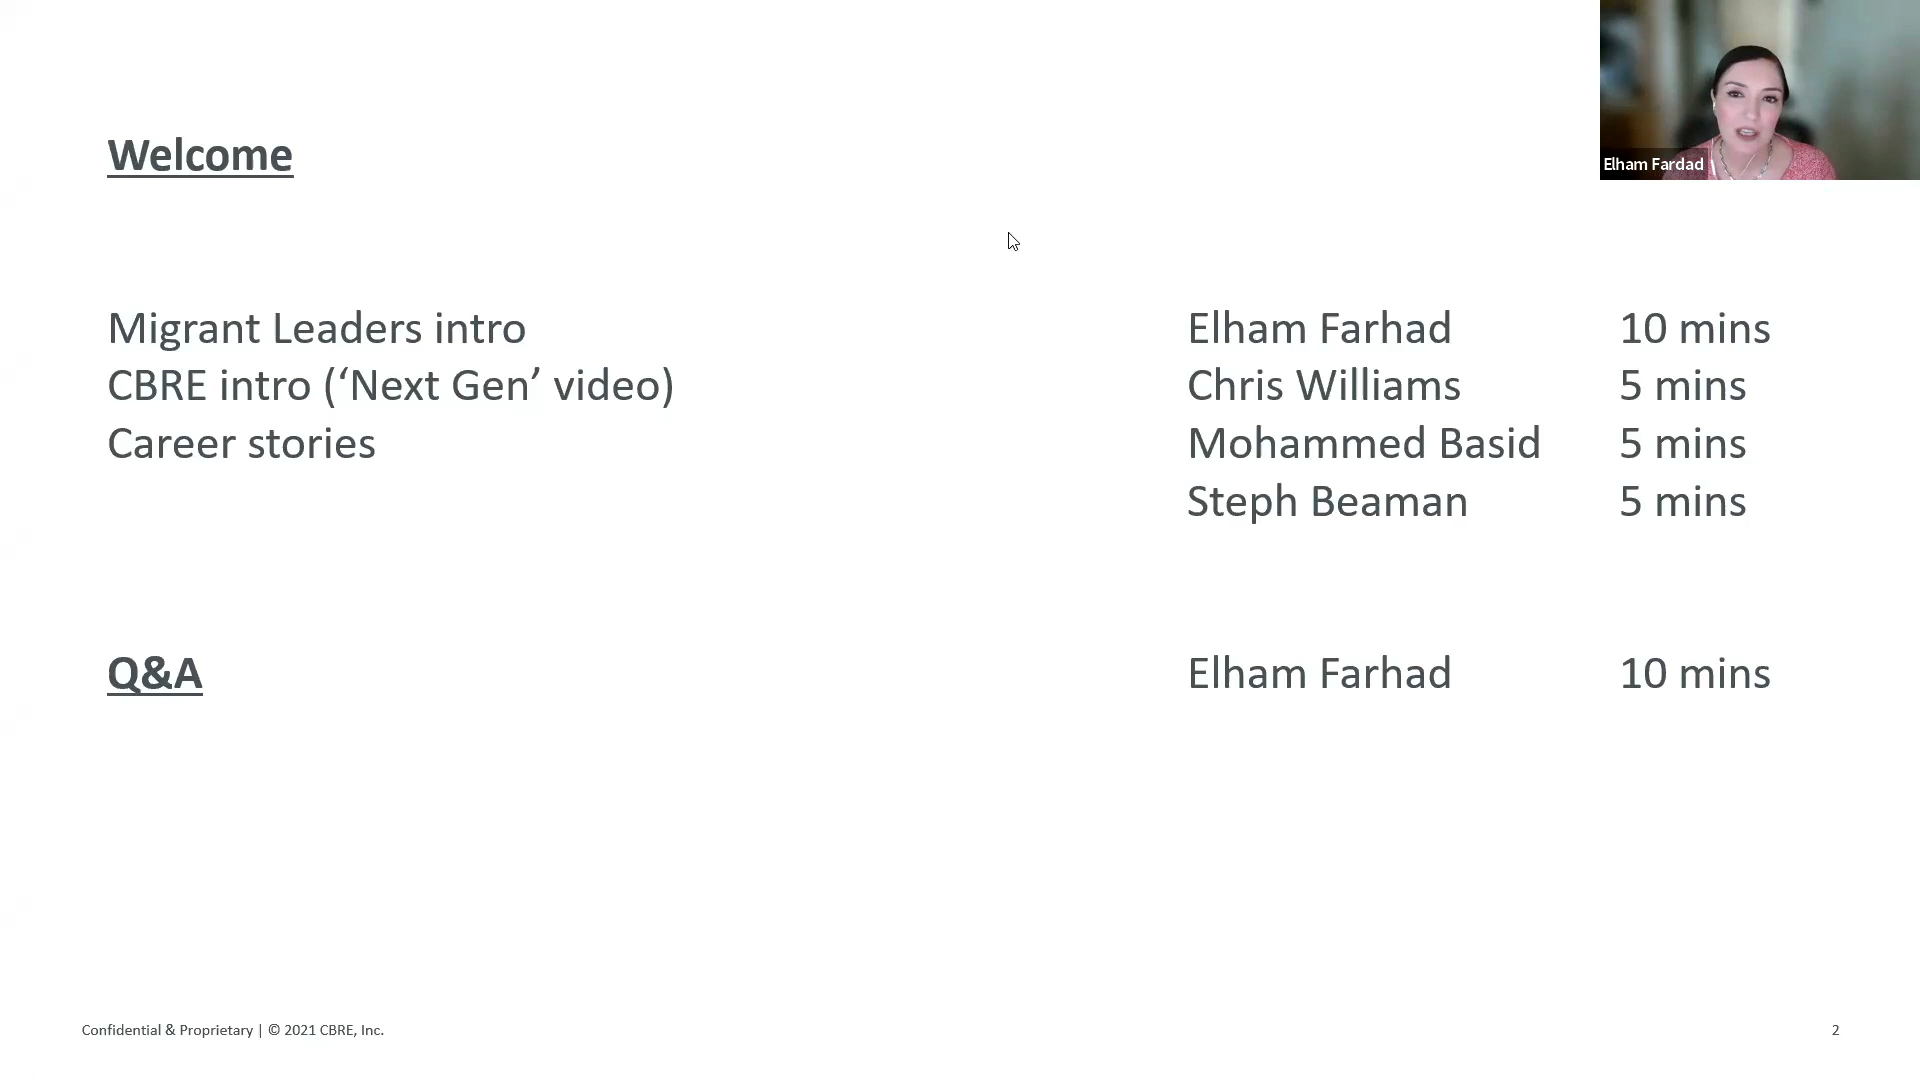 Elham Fardad
Welcome
Migrant Leaders intro Elham Farhad 10 mins
CBRE intro (‘Next Gen’ video) Chris Williams 5 mins
Career stories Mohammed Basid 5 mins
Steph Beaman 5 mins
Q&A Elham Farhad 10 mins
Confidential & Proprietary | © 2021 CBRE, Inc. 2